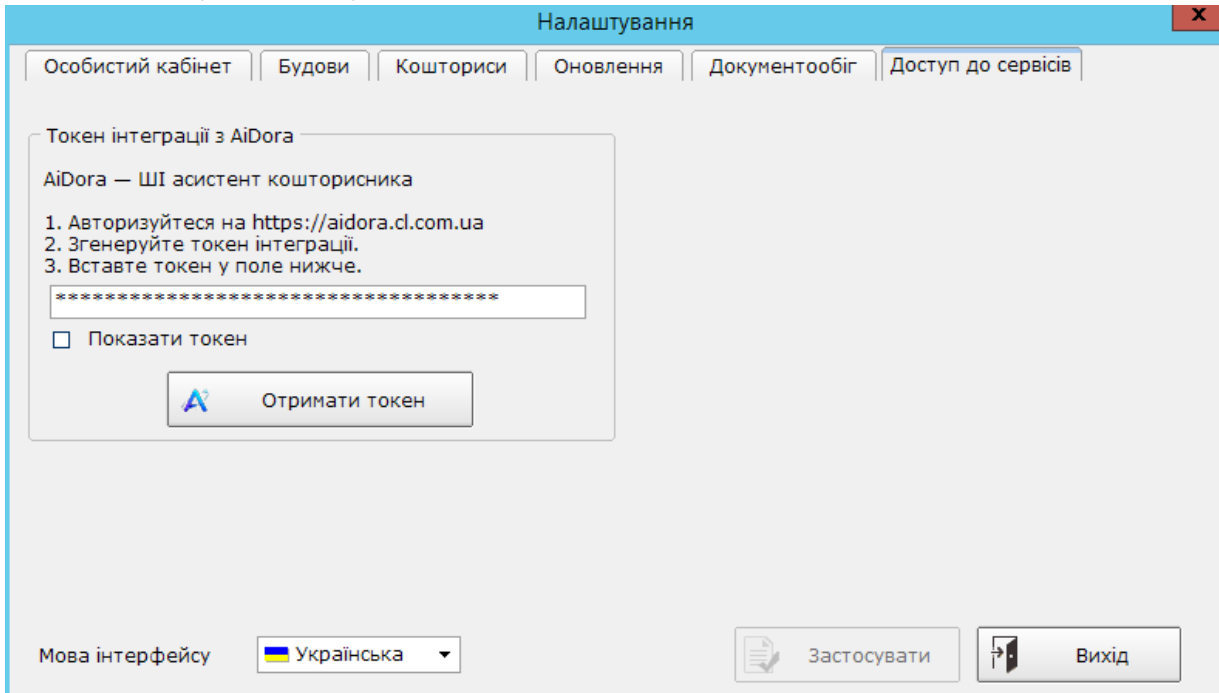 Налаштування
x
Особистий кабінет Будови Кошториси Оновлення Документообіг Доступ до сервісів
Токен інтеграції з AiDora
AiDora — ШІ асистент кошторисника
1. Авторизуйтеся на https://aidora.cl.com.ua
2. Згенеруйте токен інтеграції.
3. Вставте токен у поле нижче.
************************************
Показати токен
Отримати токен
Мова інтерфейсу Українська Застосувати Вихід